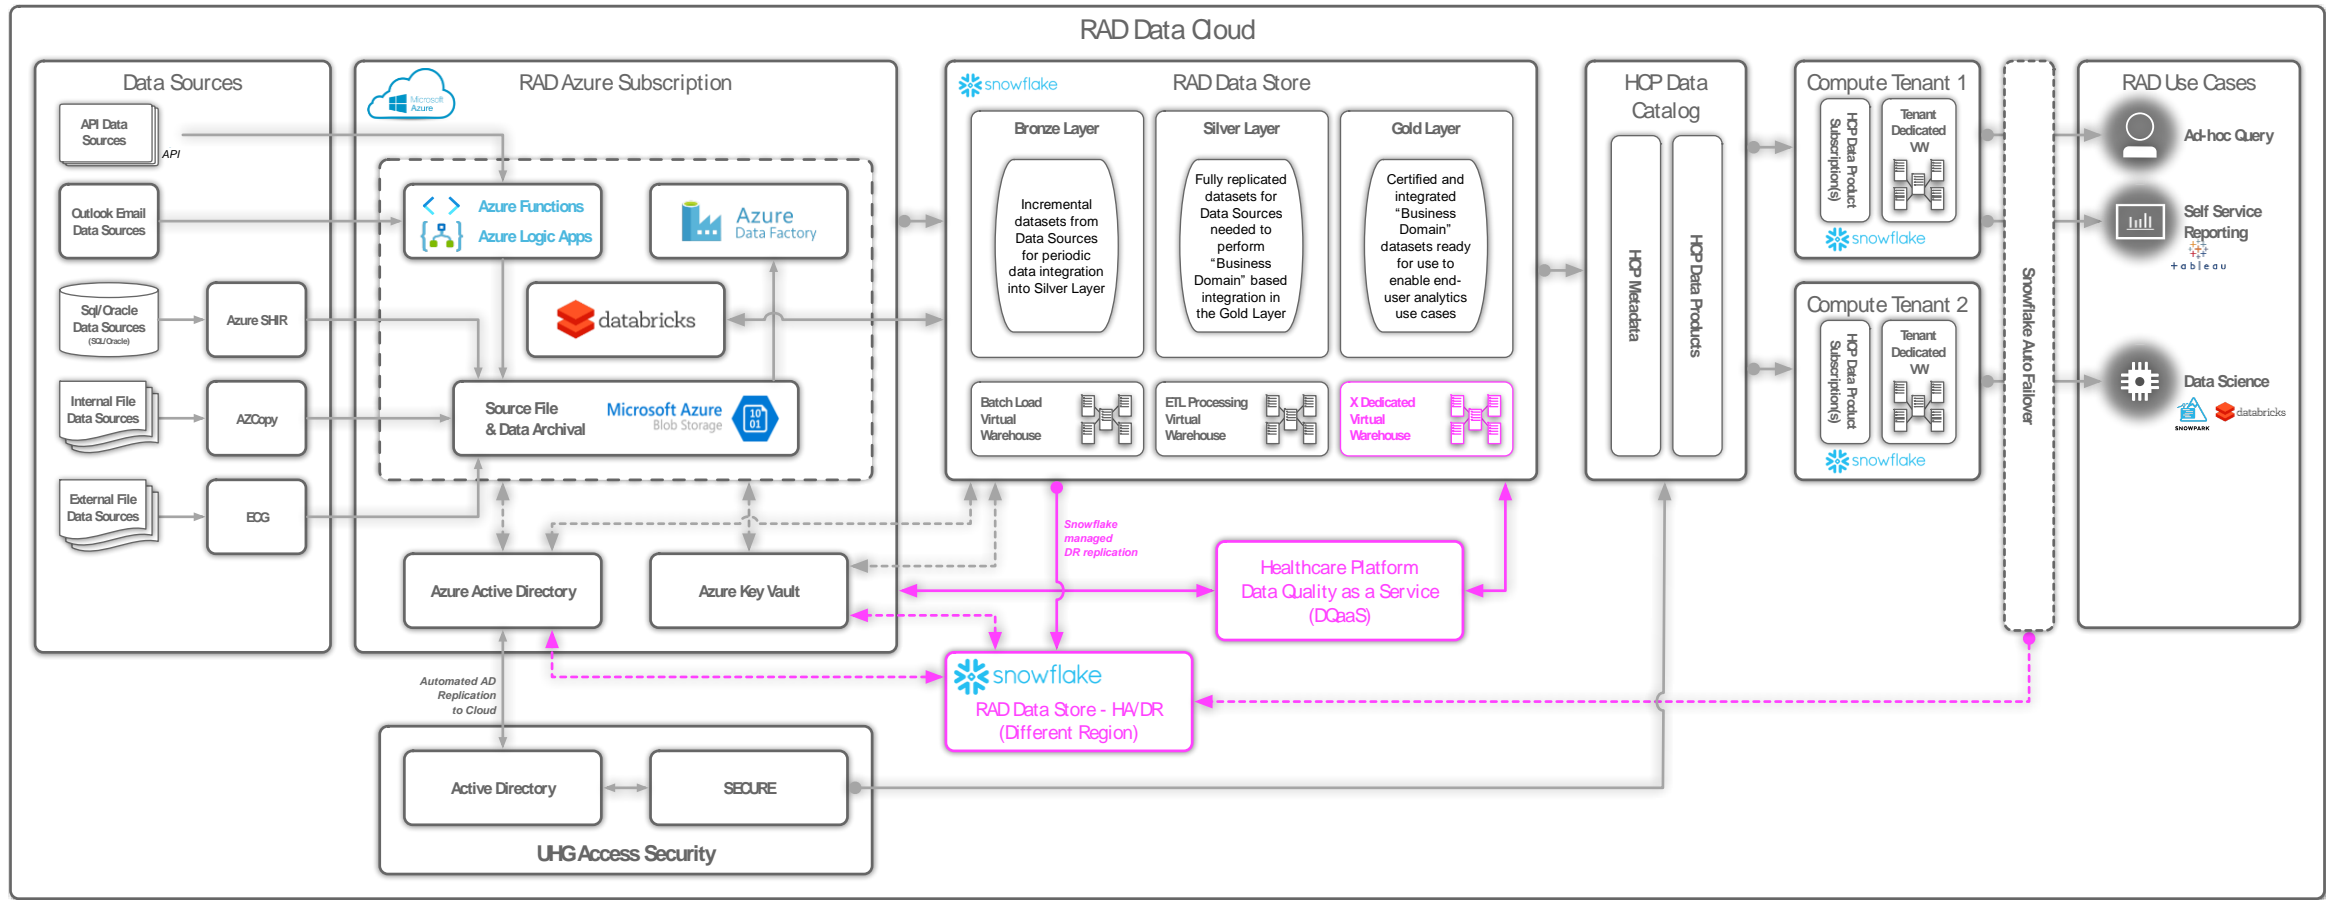 RAD Data Cloud
Data Sources
API Data
Sources
API
Outlook Email
Data Sources
Sql/Oracle
Data Sources
(SQL/Oracle)
Azure SHIR
Internal File
Data Sources
AZCopy
External File
Data Sources
ECG
RAD Azure Subscription
Microsoft
Azure
Azure Functions
Azure Logic Apps
Azure
Data Factory
databricks
Source File
& Data Archival
Microsoft Azure
Blob Storage
10
01
Azure Active Directory
Azure Key Vault
Automated AD
Replication
to Cloud
Active Directory
SECURE
UHG Access Security
snowflake
RAD Data Store
Bronze Layer
Incremental
datasets from
Data Sources
for periodic
data integration
into Silver Layer
Silver Layer
Fully replicated
datasets for
Data Sources
needed to
perform
“Business
Domain” based
integration in
the Gold Layer
Gold Layer
Certified and
integrated
“Business
Domain”
datasets ready
for use to
enable end-
user analytics
use cases
Batch Load
Virtual
Warehouse
ETL Processing
Virtual
Warehouse
X Dedicated
Virtual
Warehouse
Snowflake
managed
DR replication
Healthcare Platform
Data Quality as a Service
(DQaaS)
snowflake
RAD Data Store - HA/DR
(Different Region)
HCP Data
Catalog
HCP Metadata
HCP Data Products
Compute Tenant 1
HCP Data Product
Subscription(s)
Tenant
Dedicated
VW
snowflake
Compute Tenant 2
HCP Data Product
Subscription(s)
Tenant
Dedicated
VW
snowflake
Snowflake Auto Failover
RAD Use Cases
Ad-hoc Query
Self Service
Reporting
+ a b l e a u
Data Science
SNOWPARK
databricks